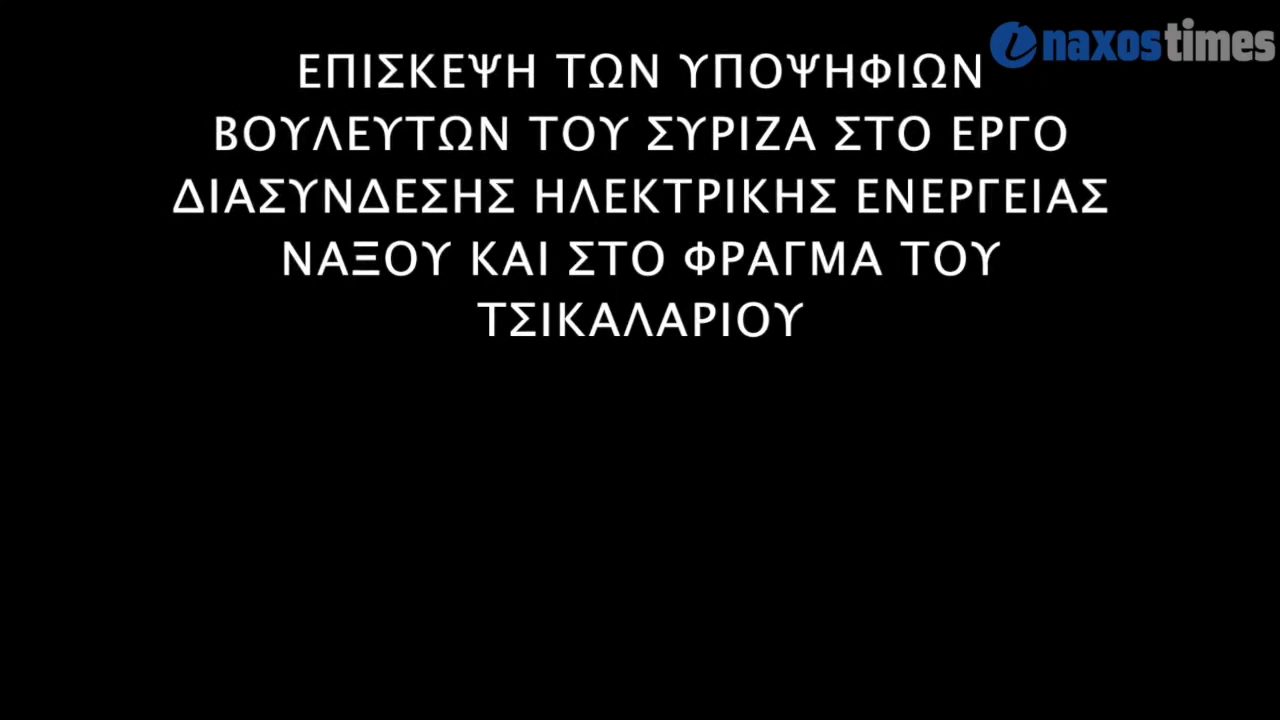 naxostimes
ΕΠΙΣΚΕΨΗ ΤΩΝ ΥΠΟΨΗΦΙΩΝ
ΒΟΥΛΕΥΤΩΝ ΤΟΥ ΣΥΡΙΖΑ ΣΤΟ ΕΡΓΟ
ΔΙΑΣΥΝΔΕΣΗΣ ΗΛΕΚΤΡΙΚΗΣ ΕΝΕΡΓΕΙΑΣ
ΝΑΞΟΥ ΚΑΙ ΣΤΟ ΦΡΑΓΜΑ ΤΟΥ
ΤΣΙΚΑΛΑΡΙΟΥ